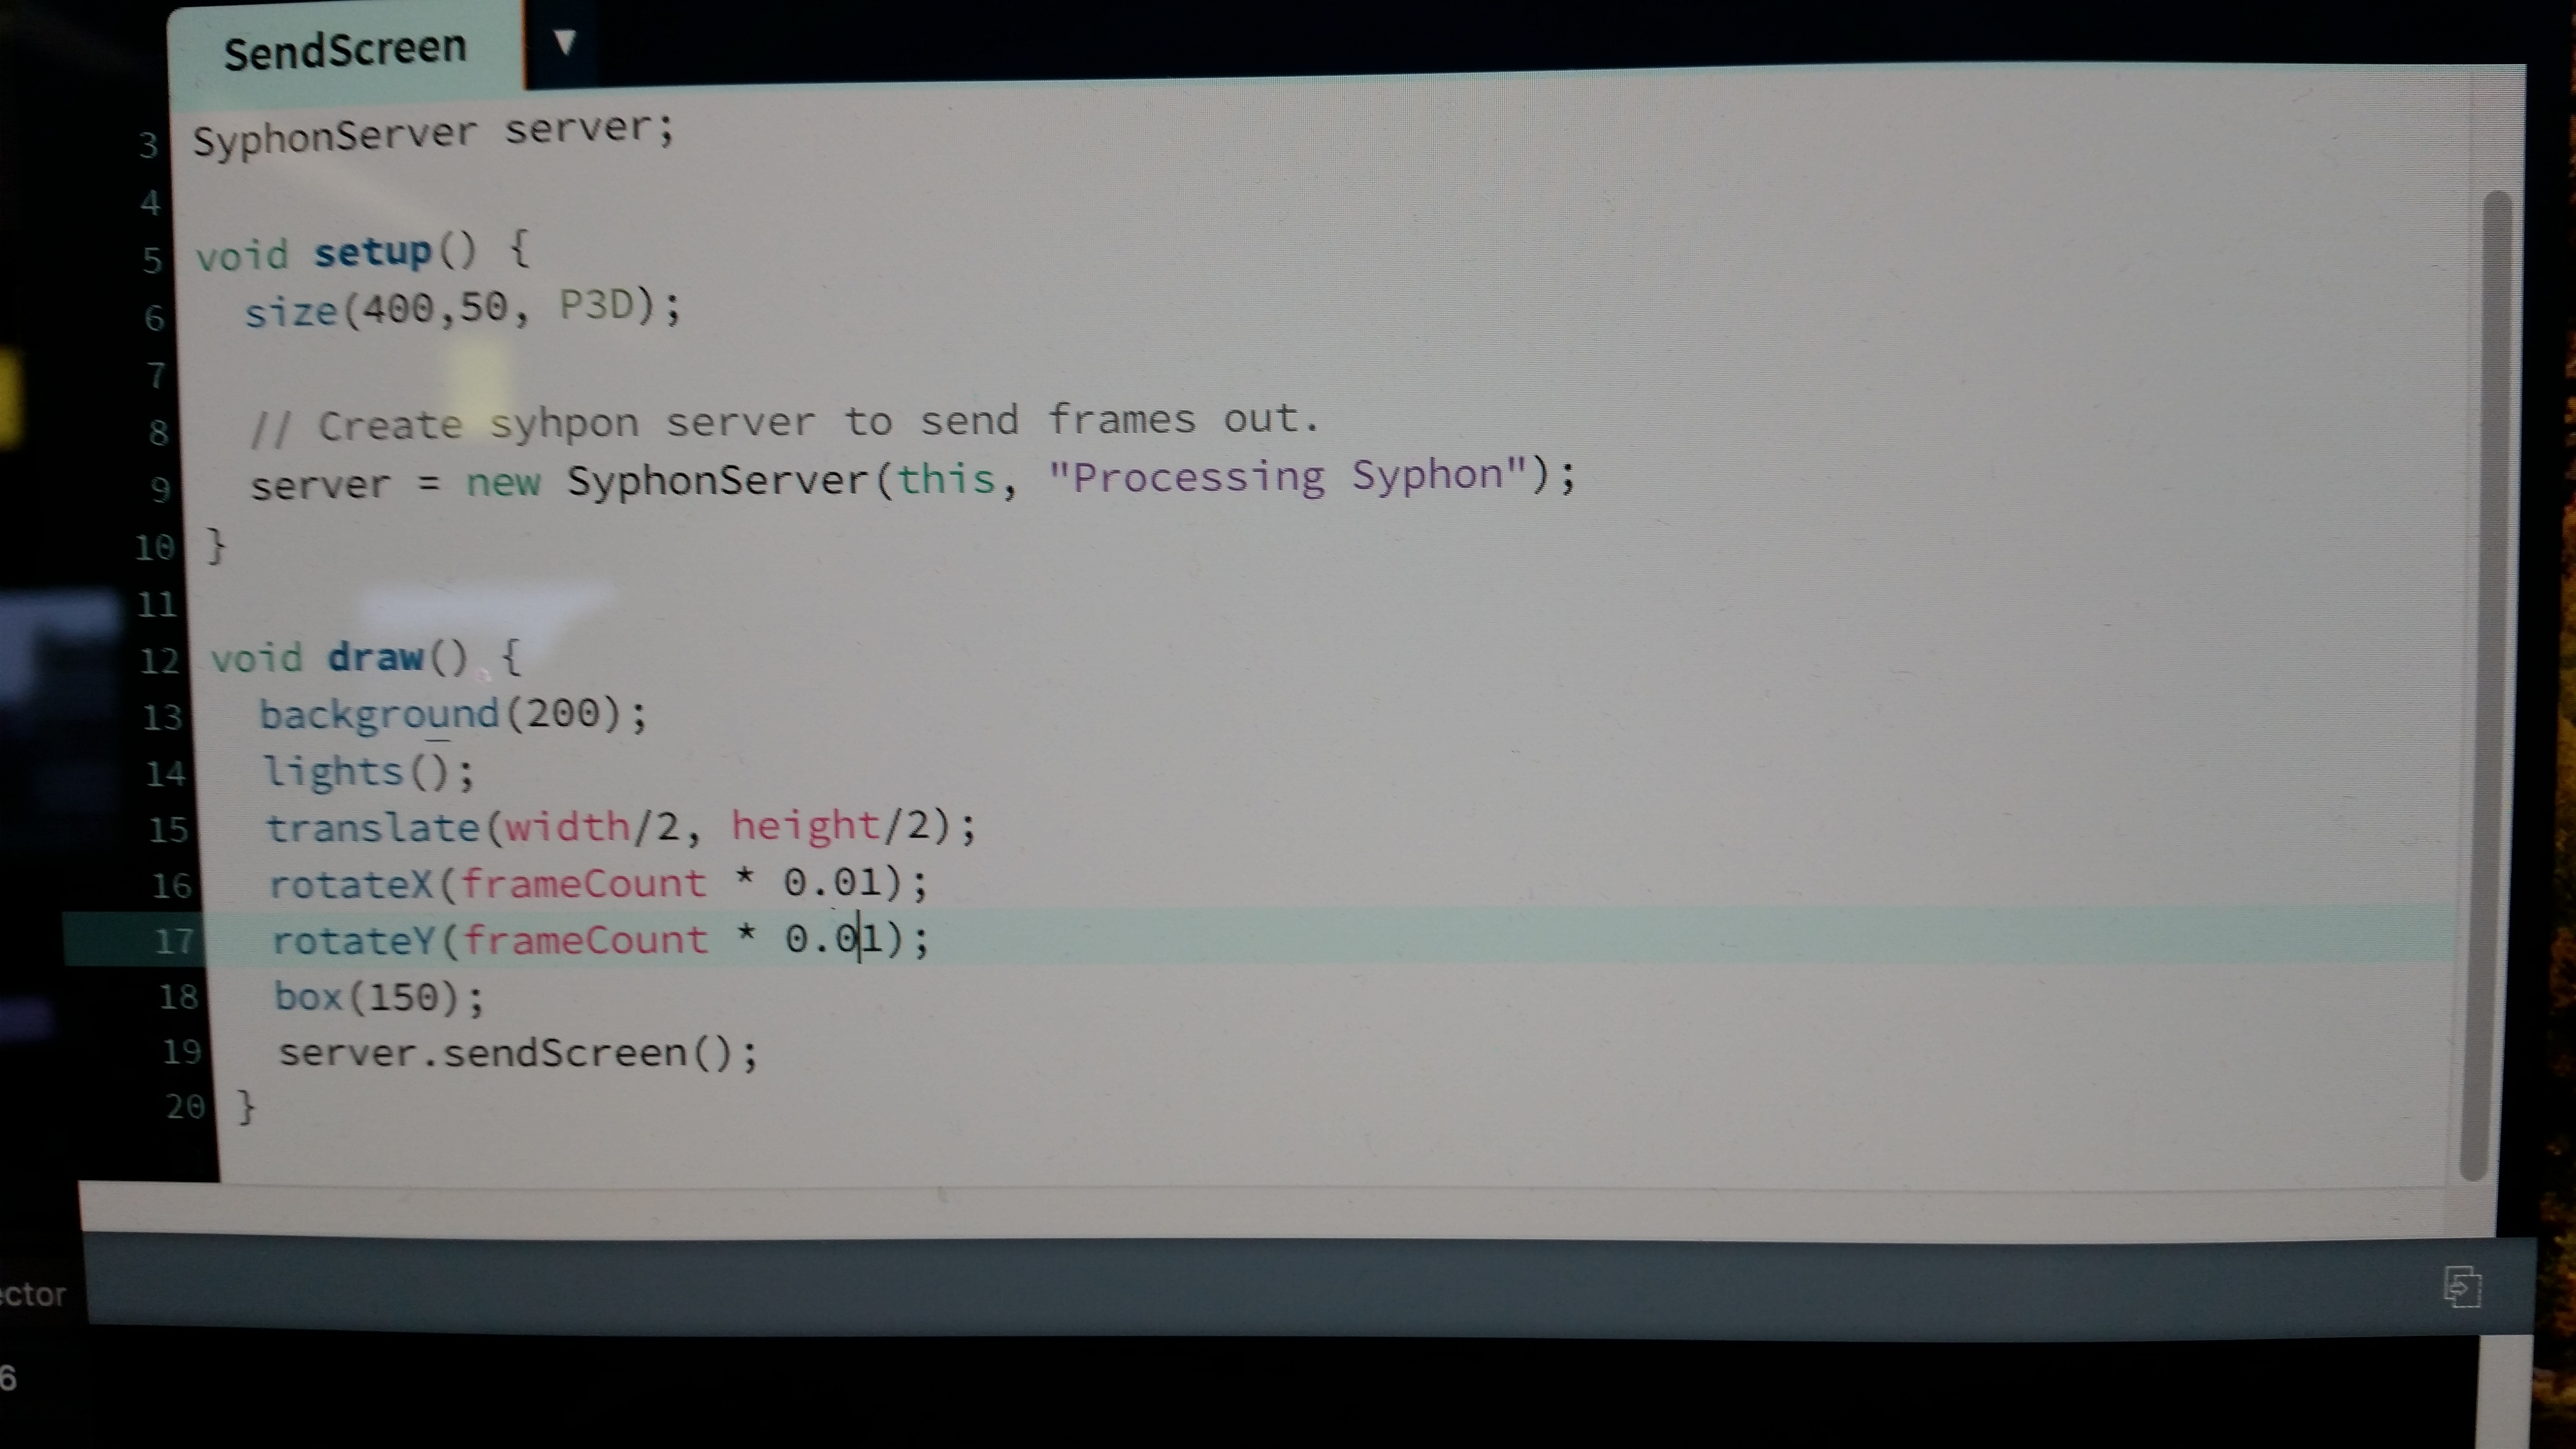 SendScreen ▼
3 SyphonServer server;
4
5 void setup() {
6 size(400,50, P3D);
7
8 // Create syhpon server to send frames out.
9 server = new SyphonServer(this, "Processing Syphon");
10 }
11
12 void draw() {
13 background(200);
14 lights();
15 translate(width/2, height/2);
16 rotateX(frameCount * 0.01);
17 rotateY(frameCount * 0.01);
18 box(150);
19 server.sendScreen();
20 }
ctor
6